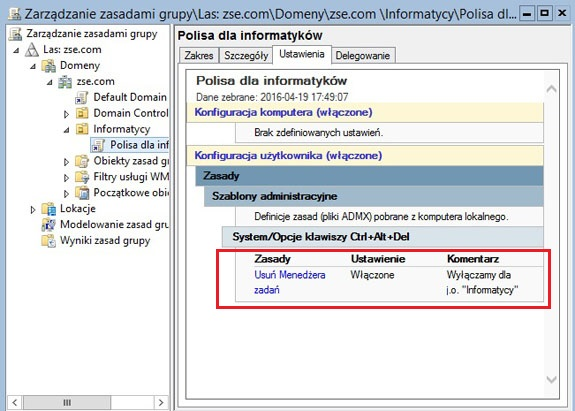 Zarządzanie zasadami grupy\Las: zse.com\Domeny\zse.com \Informatycy\Polisa dl...
Zarządzanie zasadami grupy
Las: zse.com
Domeny
zse.com
Default Domain
Domain Control
Informatycy
Polisa dla inf
Obiekty zasad gr
Filtry usługi WM
Początkowe obie
Lokacje
Modelowanie zasad gru
Wyniki zasad grupy
Polisa dla informatyków
Zakres Szczegóły Ustawienia Delegowanie
Polisa dla informatyków
Dane zebrane: 2016-04-19 17:49:07
Konfiguracja komputera (włączone)
Brak zdefiniowanych ustawień.
Konfiguracja użytkownika (włączone)
Zasady
Szablony administracyjne
Definicje zasad (pliki ADMX) pobrane z komputera lokalnego.
System/Opcje klawiszy Ctrl+Alt+Del
Zasady Ustawienie Komentarz
Usuń Menedżera Włączone Wyłączamy dla
zadań j.o. "Informatycy"